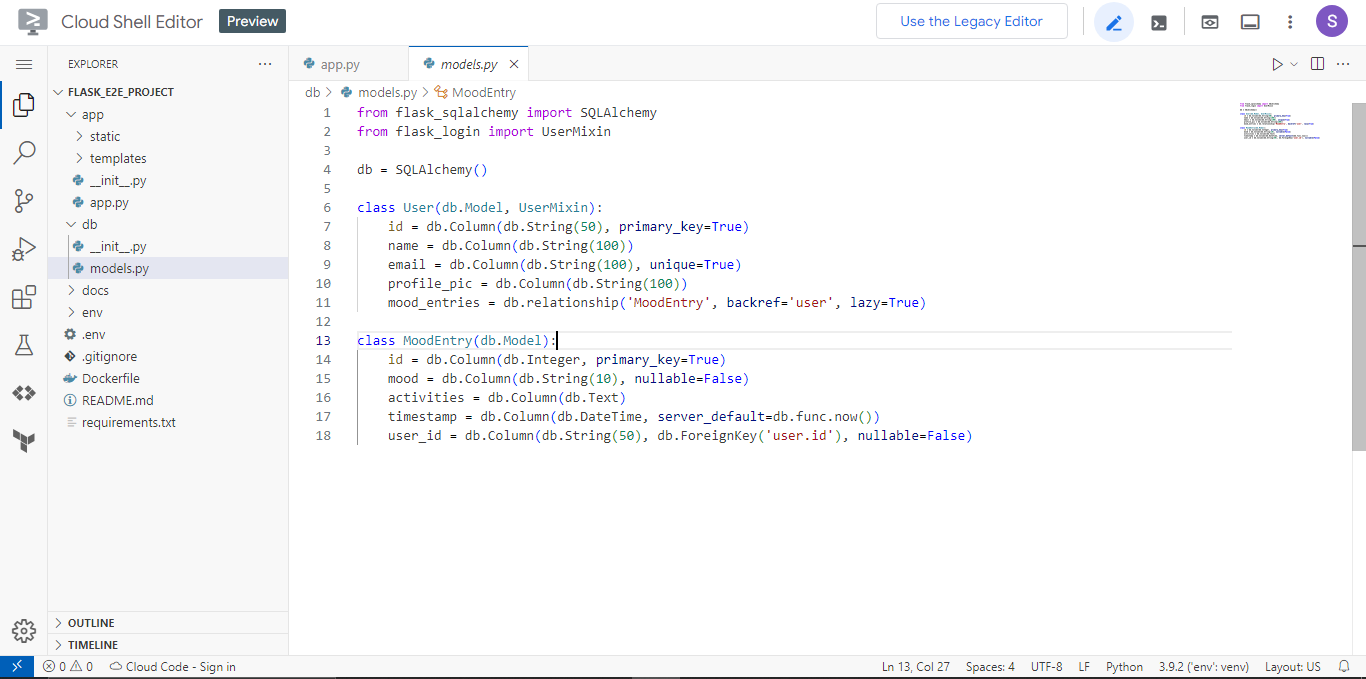 Cloud Shell Editor Preview Use the Legacy Editor S
EXPLORER
FLASK_E2E_PROJECT
app
static
templates
__init__.py
app.py
db
__init__.py
models.py
docs
env
.env
.gitignore
Dockerfile
README.md
requirements.txt
OUTLINE
TIMELINE
app.py models.py
db > models.py > MoodEntry
1 from flask_sqlalchemy import SQLAlchemy
2 from flask_login import UserMixin
3
4 db = SQLAlchemy()
5
6 class User(db.Model, UserMixin):
7 id = db.Column(db.String(50), primary_key=True)
8 name = db.Column(db.String(100))
9 email = db.Column(db.String(100), unique=True)
10 profile_pic = db.Column(db.String(100))
11 mood_entries = db.relationship('MoodEntry', backref='user', lazy=True)
12
13 class MoodEntry(db.Model):
14 id = db.Column(db.Integer, primary_key=True)
15 mood = db.Column(db.String(10), nullable=False)
16 activities = db.Column(db.Text)
17 timestamp = db.Column(db.DateTime, server_default=db.func.now())
18 user_id = db.Column(db.String(50), db.ForeignKey('user.id'), nullable=False)
0 0 Cloud Code - Sign in Ln 13, Col 27 Spaces: 4 UTF-8 LF Python 3.9.2 ('env': venv) Layout: US